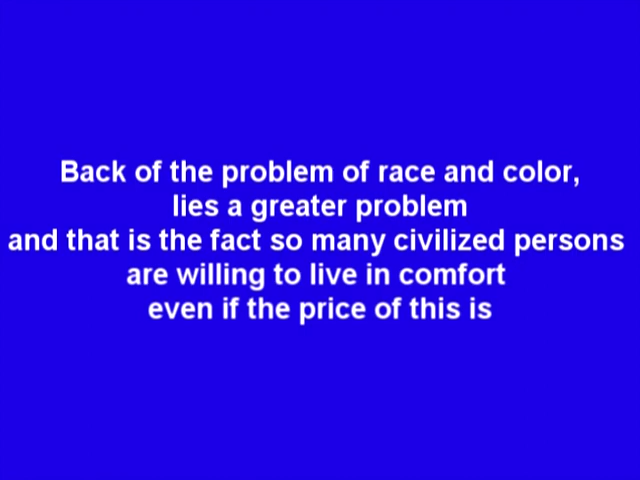 Back of the problem of race and color,
lies a greater problem
and that is the fact so many civilized persons
are willing to live in comfort
even if the price of this is